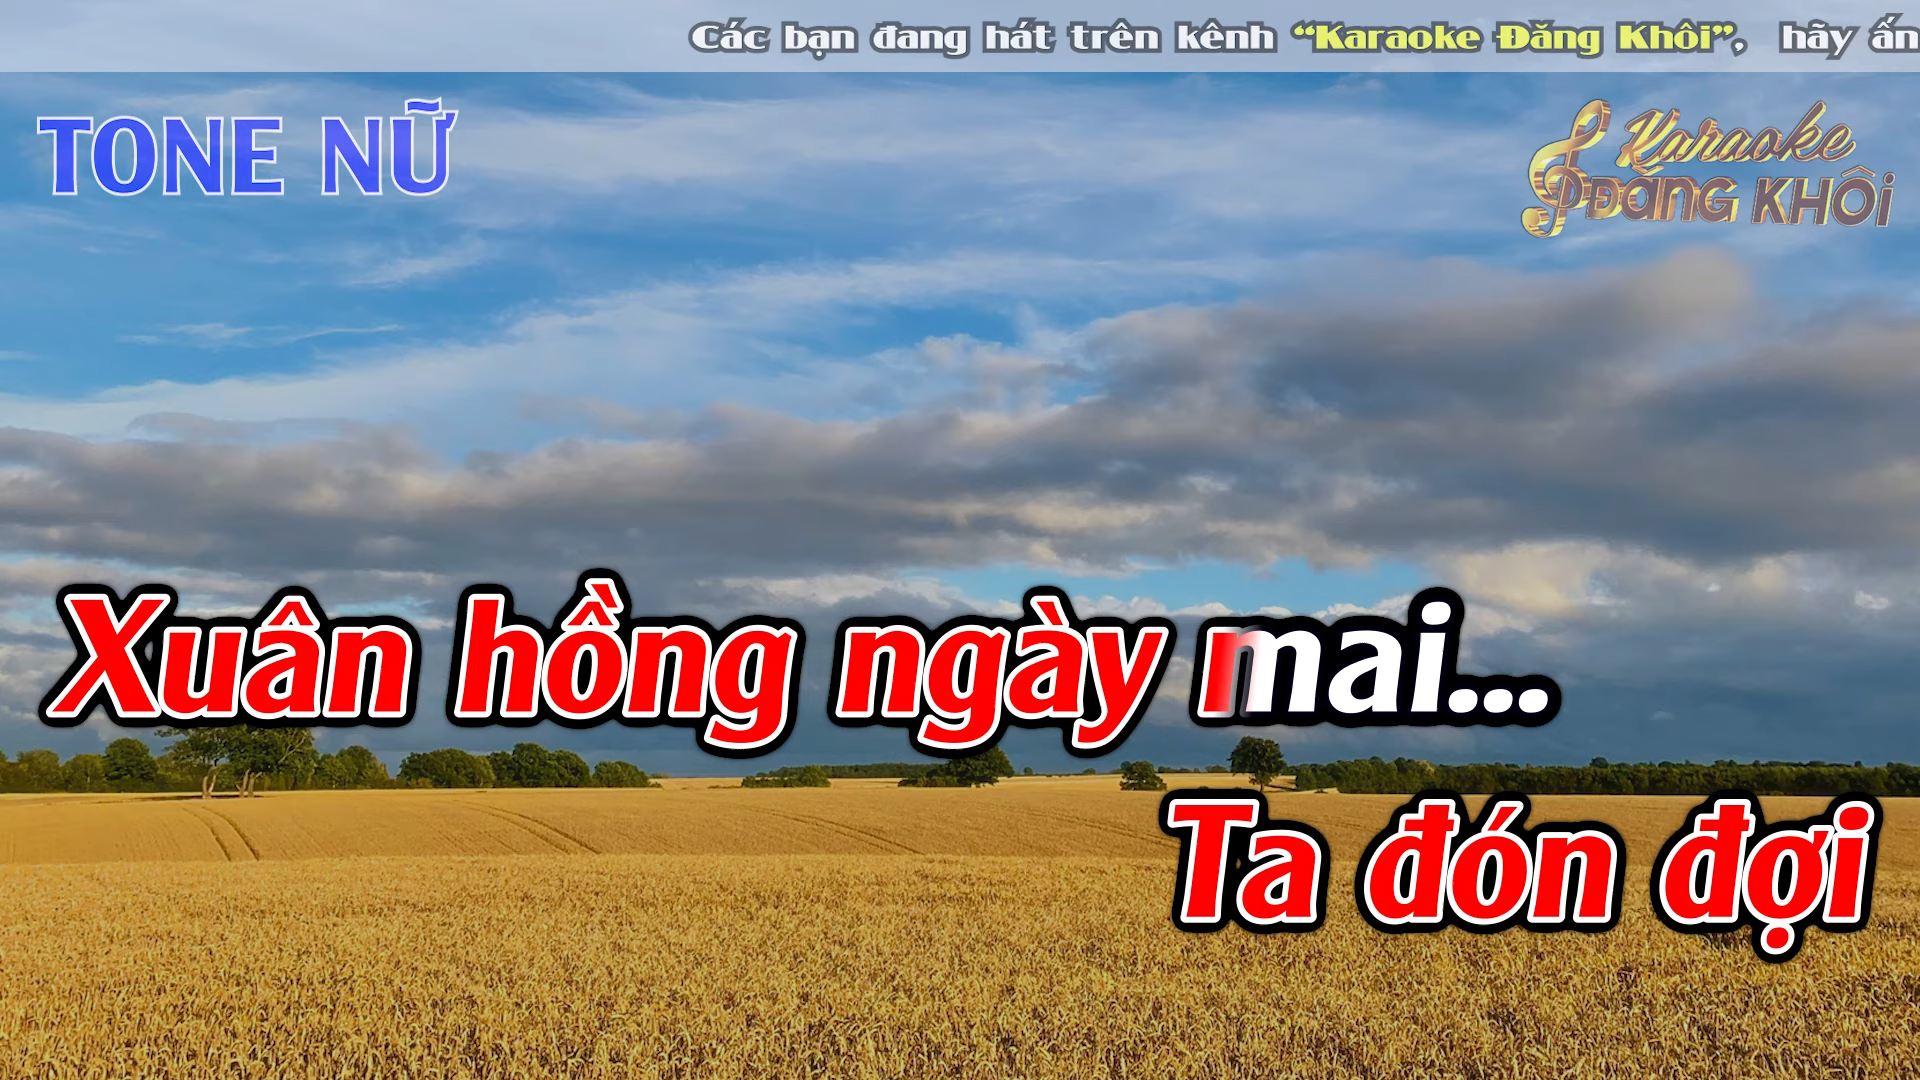 Các bạn đang hát trên kênh “Karaoke Đăng Khôi”, hãy ấn
TONE NỮ
Karaoke
ĐĂNG KHÔI
Xuân hồng ngày mai...
Ta đón đợi